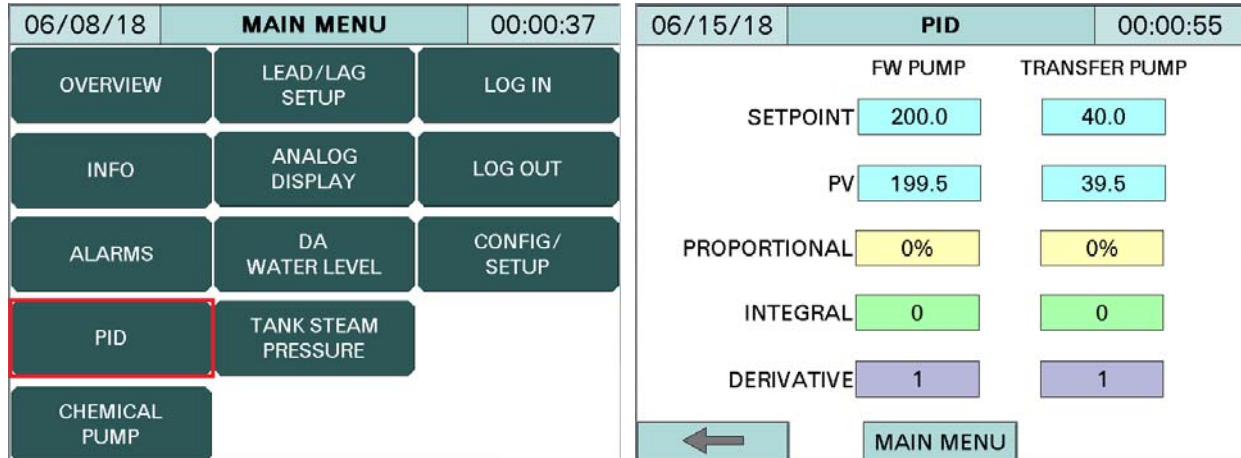 06/08/18 MAIN MENU 00:00:37
OVERVIEW
LEAD/LAG
SETUP
LOG IN
INFO
ANALOG
DISPLAY
LOG OUT
ALARMS
DA
WATER LEVEL
CONFIG/
SETUP
PID
TANK STEAM
PRESSURE
CHEMICAL
PUMP
06/15/18 PID 00:00:55
FW PUMP TRANSFER PUMP
SETPOINT 200.0 40.0
PV 199.5 39.5
PROPORTIONAL 0% 0%
INTEGRAL 0 0
DERIVATIVE 1 1
MAIN MENU